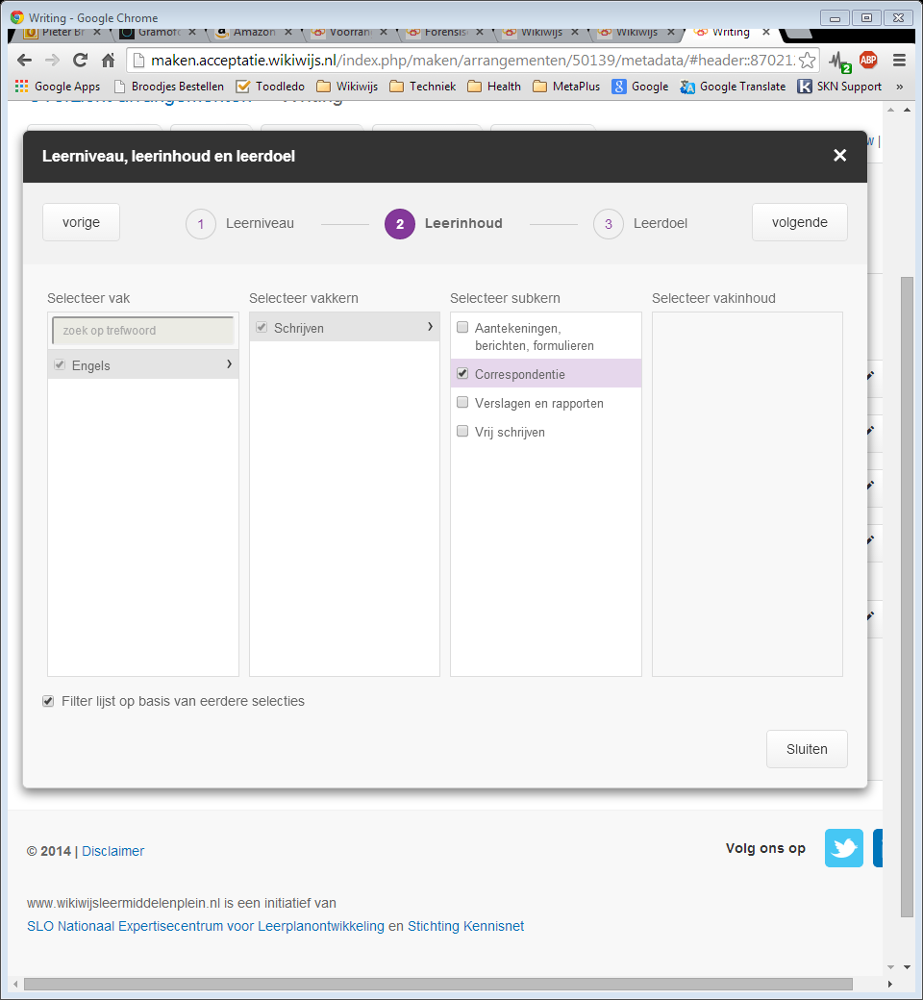 Writing - Google Chrome
Pieter Br
Gramofo
Amazon
Voorran
Forensis
Wikiwijs
Wikiwijs
Writing
maken.acceptatie.wikiwijs.nl/index.php/maken/arrangementen/50139/metadata/#header::87021
2
ABP
Google Apps
Broodjes Bestellen
Toodledo
Wikiwijs
Techniek
Health
MetaPlus
Google
Google Translate
SKN Support
»
Leerniveau, leerinhoud en leerdoel
vorige
1 Leerniveau
2 Leerinhoud
3 Leerdoel
volgende
Selecteer vak
Selecteer vakkern
Selecteer subkern
Selecteer vakinhoud
zoek op trefwoord
Engels
Schrijven
Aantekeningen,
berichten, formulieren
Correspondentie
Verslagen en rapporten
Vrij schrijven
Filter lijst op basis van eerdere selecties
Sluiten
© 2014 | Disclaimer
Volg ons op
www.wikiwijsleermiddelenplein.nl is een initiatief van
SLO Nationaal Expertisecentrum voor Leerplanontwikkeling en Stichting Kennisnet